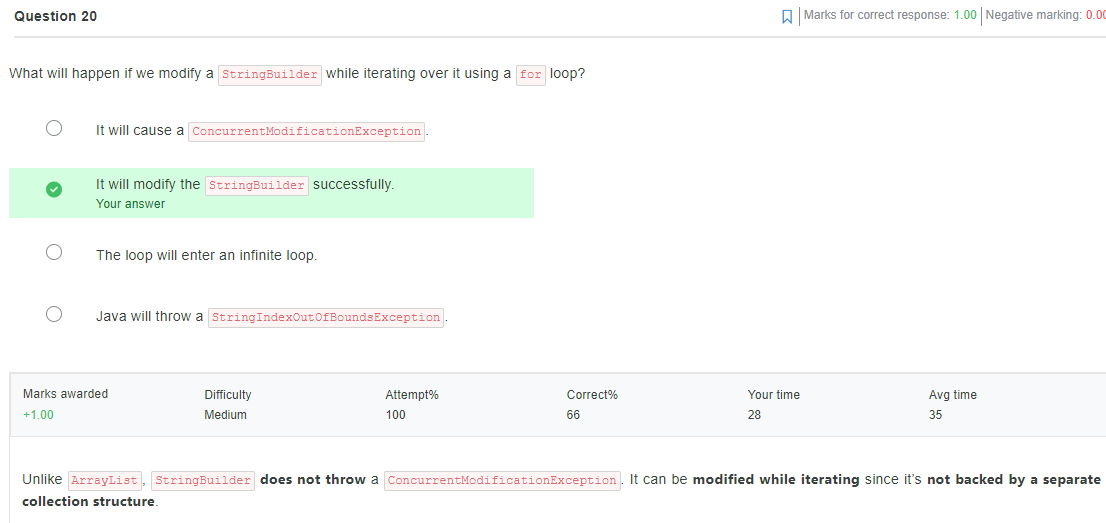 Question 20
Marks for correct response: 1.00 Negative marking: 0.00
What will happen if we modify a StringBuilder while iterating over it using a for loop?
It will cause a ConcurrentModificationException.
It will modify the StringBuilder successfully.
Your answer
The loop will enter an infinite loop.
Java will throw a StringIndexOutOfBoundsException.
Marks awarded Difficulty Attempt% Correct% Your time Avg time
+1.00 Medium 100 66 28 35
Unlike ArrayList, StringBuilder does not throw a ConcurrentModificationException. It can be modified while iterating since it’s not backed by a separate
collection structure.